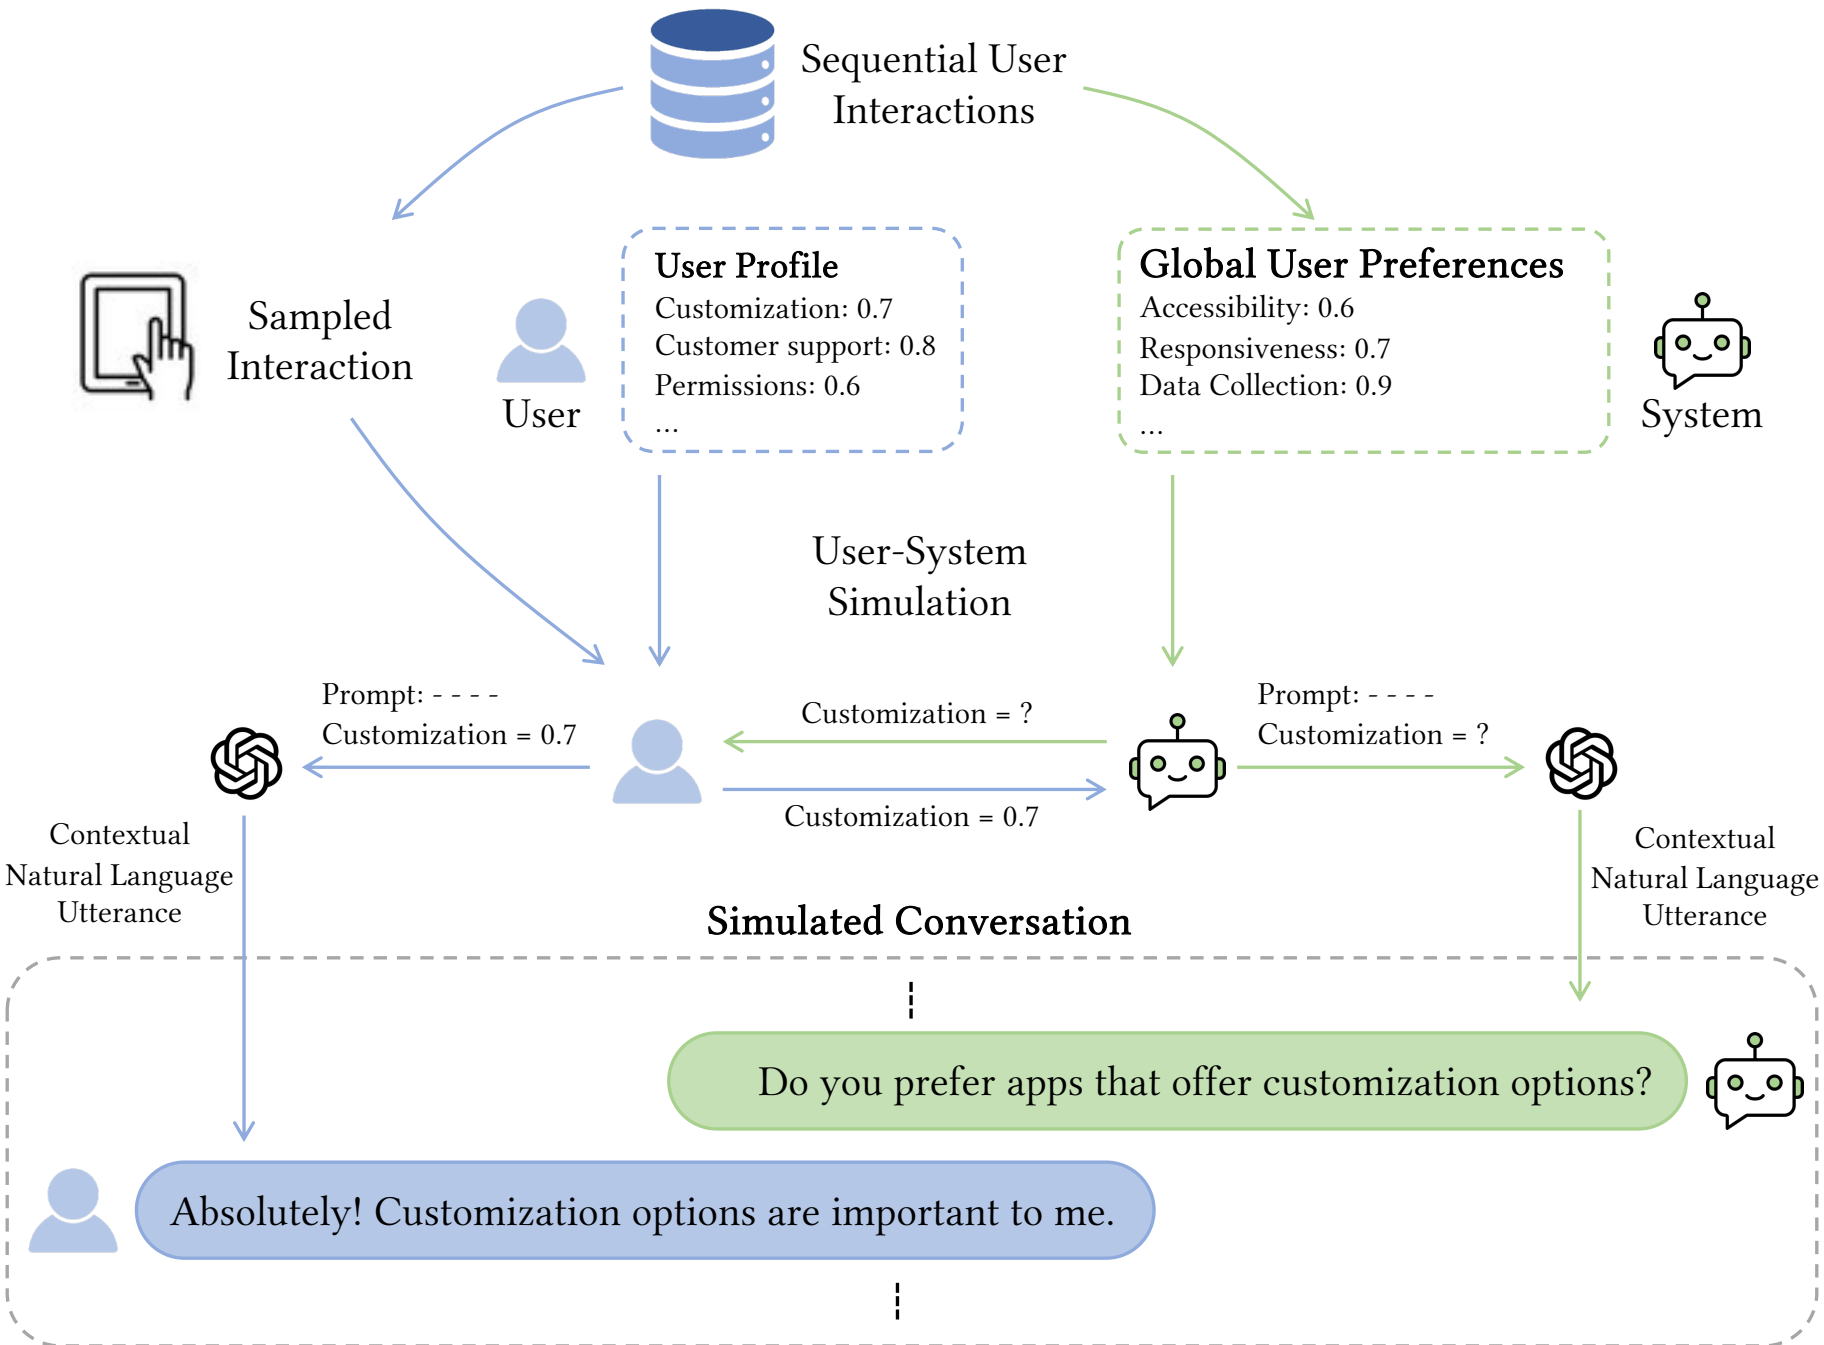 Sequential User
Interactions
Sampled
Interaction
User
User Profile
Customization: 0.7
Customer support: 0.8
Permissions: 0.6
...
Global User Preferences
Accessibility: 0.6
Responsiveness: 0.7
Data Collection: 0.9
...
System
User-System
Simulation
Prompt: - - - -
Customization = 0.7
Customization = ?
Customization = 0.7
Prompt: - - - -
Customization = ?
Contextual
Natural Language
Utterance
Contextual
Natural Language
Utterance
Simulated Conversation
Do you prefer apps that offer customization options?
Absolutely! Customization options are important to me.